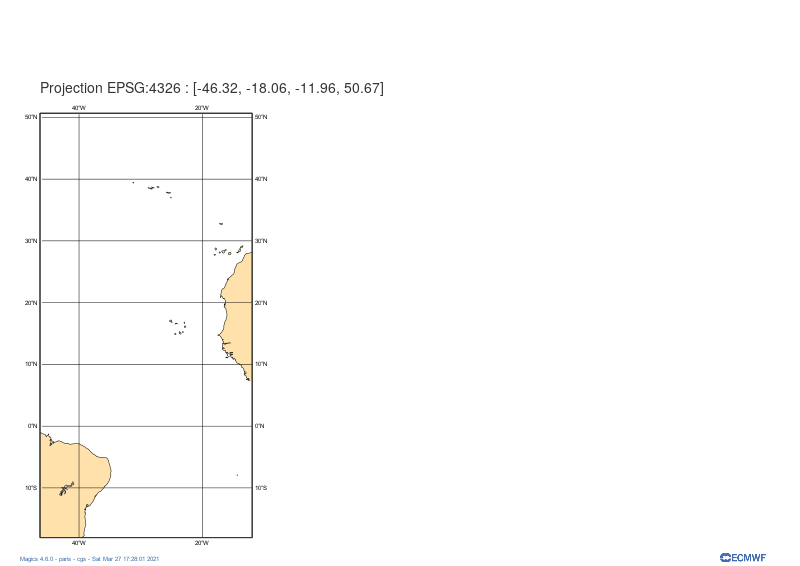 Projection EPSG:4326 : [-46.32, -18.06, -11.96, 50.67]
40°W 20°W
50°N 50°N
40°N 40°N
30°N 30°N
20°N 20°N
10°N 10°N
0°N 0°N
10°S 10°S
40°W 20°W
Magics 4.6.0 - paris - cgs - Sat Mar 27 17:28:01 2021
ECMWF